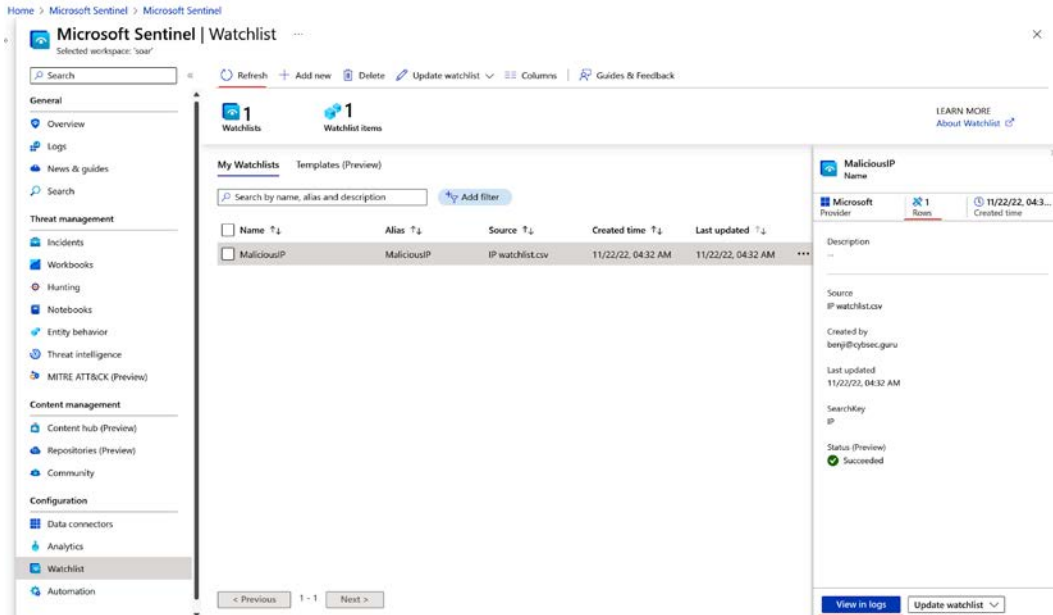 Home > Microsoft Sentinel > Microsoft Sentinel
Microsoft Sentinel | Watchlist ...
Selected workspace: 'soar'
Search
General
Overview
Logs
News & guides
Search
Threat management
Incidents
Workbooks
Hunting
Notebooks
Entity behavior
Threat intelligence
MITRE ATT&CK (Preview)
Content management
Content hub (Preview)
Repositories (Preview)
Community
Configuration
Data connectors
Analytics
Watchlist
Automation
Refresh Add new Delete Update watchlist Columns Guides & Feedback
1 1
Watchlists Watchlist items
LEARN MORE
About Watchlist
My Watchlists Templates (Preview)
Search by name, alias and description Add filter
Name Alias Source Created time Last updated
MaliciousIP MaliciousIP IP watchlist.csv 11/22/22, 04:32 AM 11/22/22, 04:32 AM ...
< Previous 1 - 1 Next >
MaliciousIP
Name
Microsoft 1 11/22/22, 04:3...
Provider Rows Created time
Description
--
Source
IP watchlist.csv
Created by
benji@cybsec.guru
Last updated
11/22/22, 04:32 AM
SearchKey
IP
Status (Preview)
Succeeded
View in logs Update watchlist